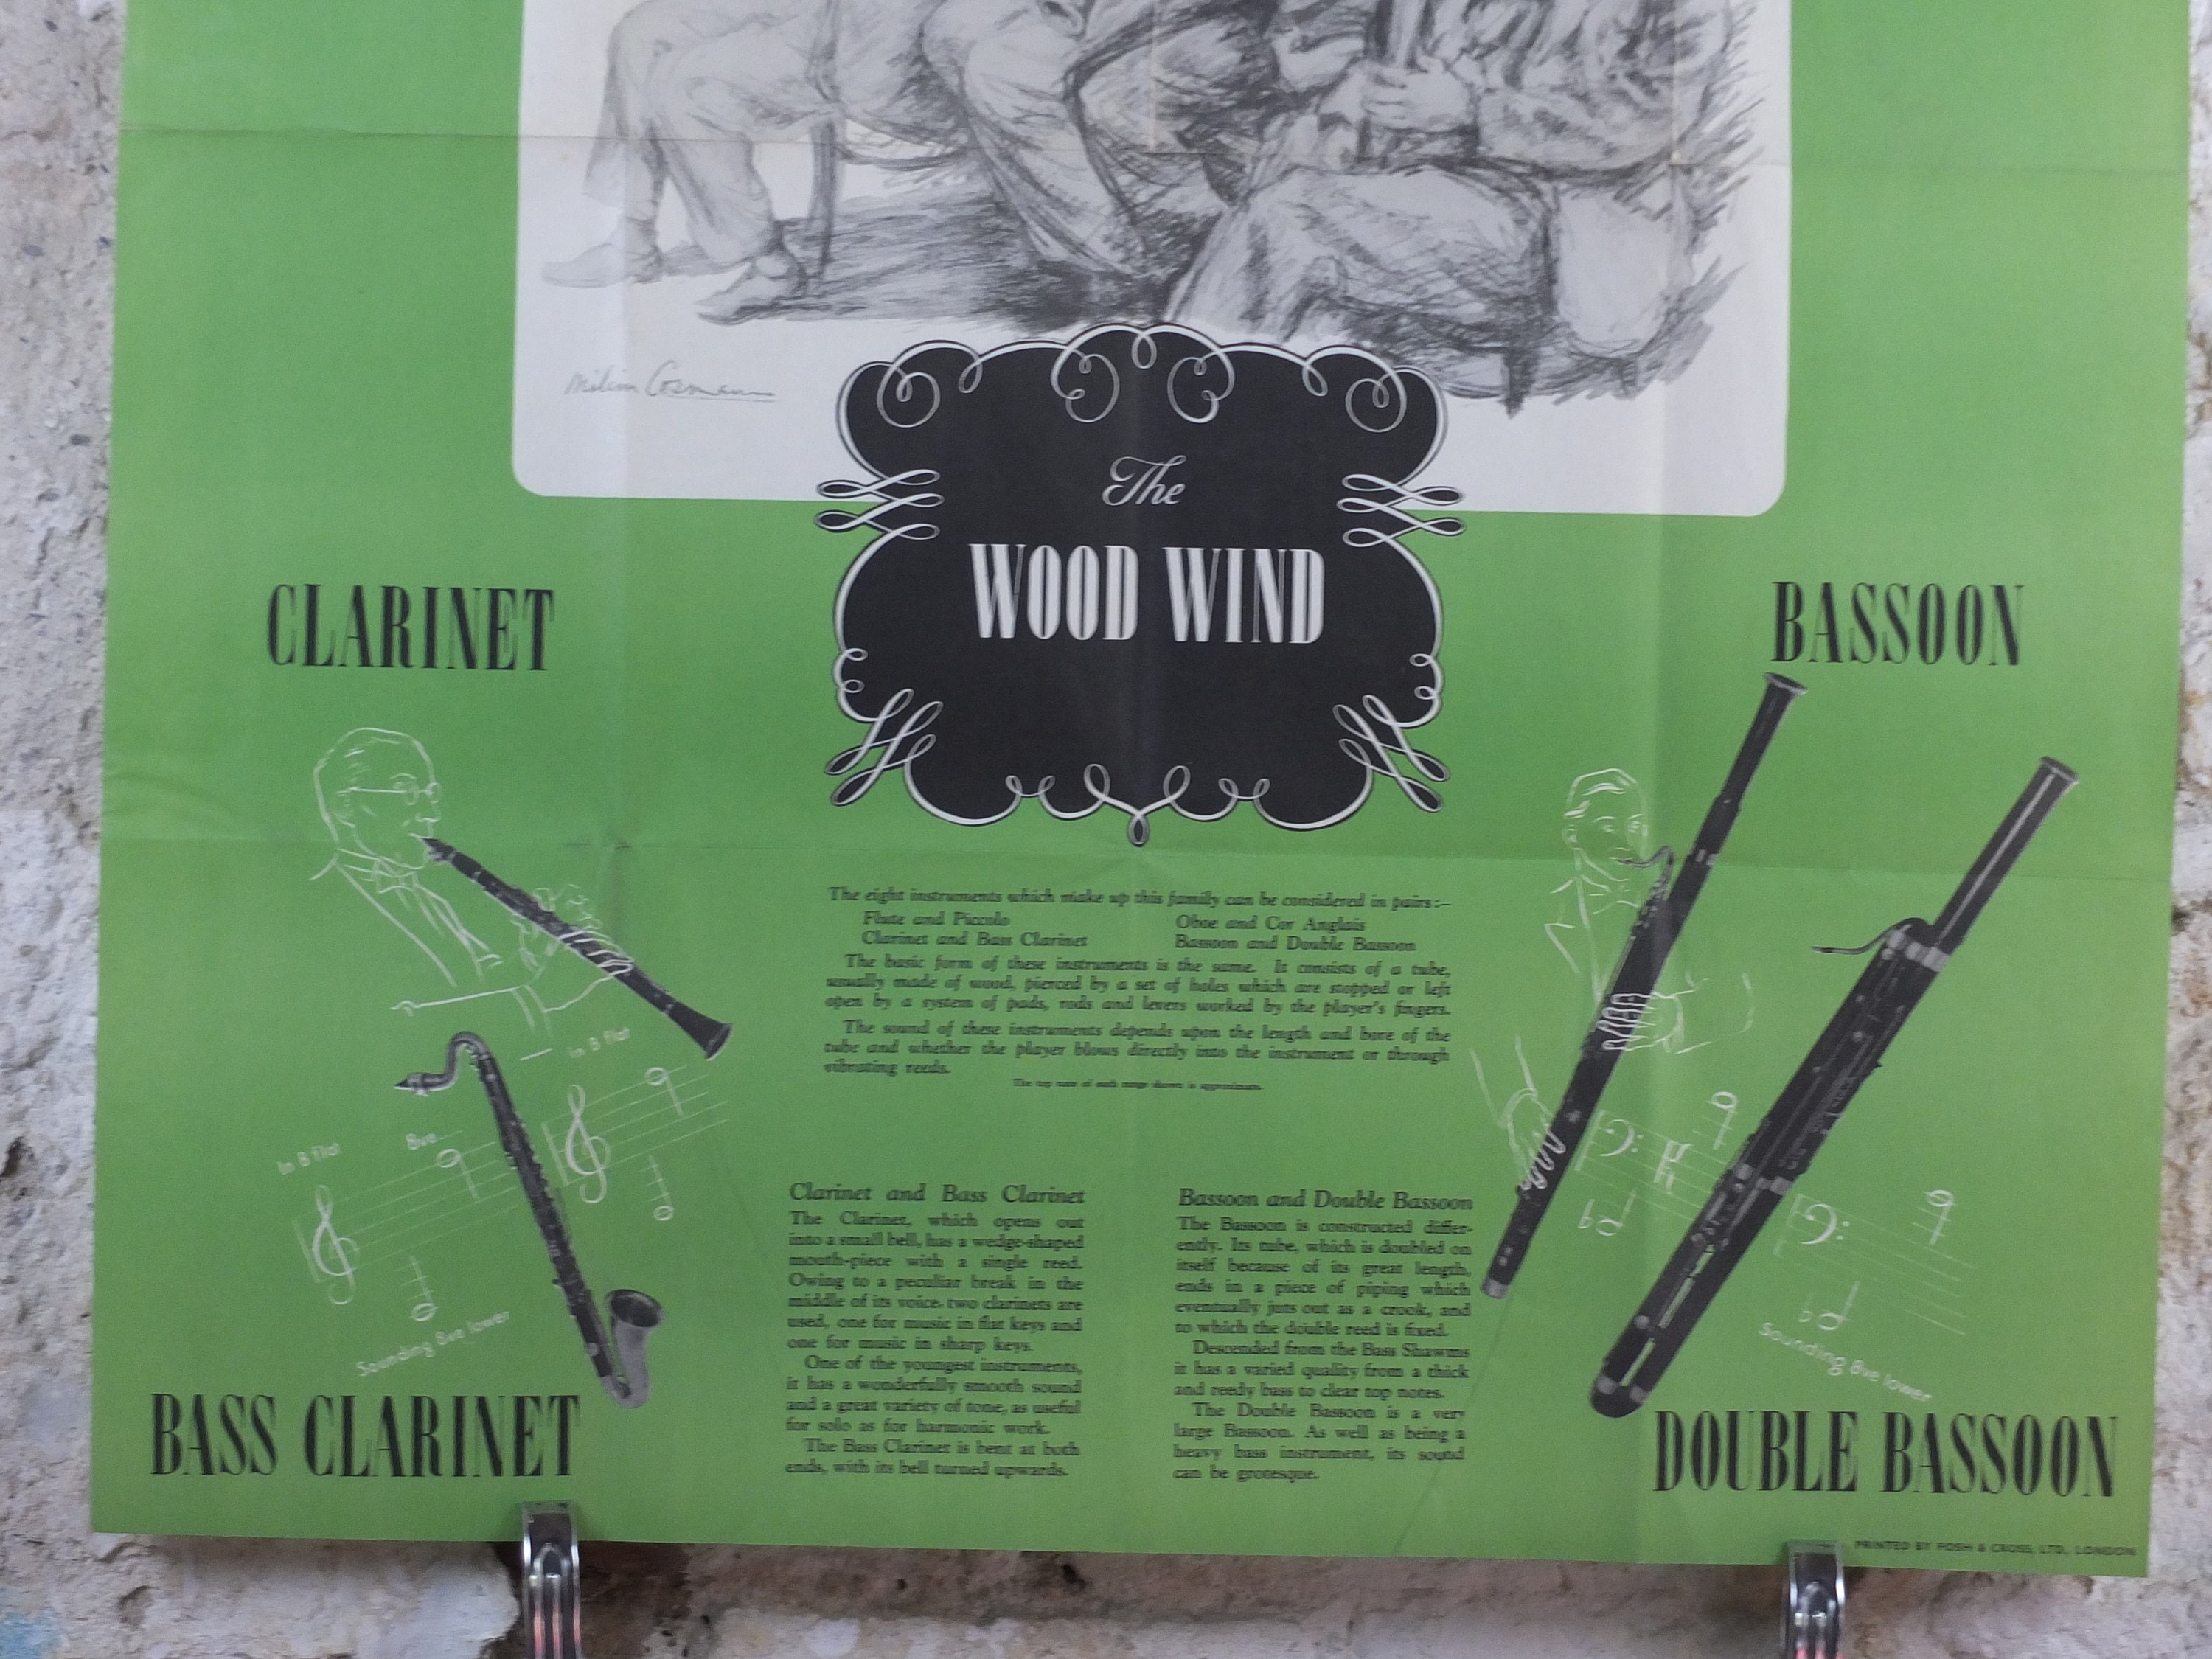 Milein Cosmann
The
WOOD WIND
CLARINET
BASSOON
The eight instruments which make up this family can be considered in pairs :—
Flute and Piccolo
Oboe and Cor Anglais
Clarinet and Bass Clarinet
Bassoon and Double Bassoon
The basic form of these instruments is the same. It consists of a tube,
usually made of wood, pierced by a set of holes which are stopped or left
open by a system of pads, rods and levers worked by the player's fingers.
The sound of these instruments depends upon the length and bore of the
tube and whether the player blows directly into the instrument or through
vibrating reeds.
The top note of each range shown is approximate.
In B flat
In B flat
8ve...
Sounding 8ve lower
Clarinet and Bass Clarinet
The Clarinet, which opens out
into a small bell, has a wedge-shaped
mouth-piece with a single reed.
Owing to a peculiar break in the
middle of its voice, two clarinets are
used, one for music in flat keys and
one for music in sharp keys.
One of the youngest instruments,
it has a wonderfully smooth sound
and a great variety of tone, as useful
for solo as for harmonic work.
The Bass Clarinet is bent at both
ends, with its bell turned upwards.
Bassoon and Double Bassoon
The Bassoon is constructed differ-
ently. Its tube, which is doubled on
itself because of its great length,
ends in a piece of piping which
eventually juts out as a crook, and
to which the double reed is fixed.
Descended from the Bass Shawms
it has a varied quality from a thick
and reedy bass to clear top notes.
The Double Bassoon is a very
large Bassoon. As well as being a
heavy bass instrument, its sound
can be grotesque.
Sounding 8ve lower
BASS CLARINET
DOUBLE BASSOON
PRINTED BY FOSH & CROSS, LTD., LONDON